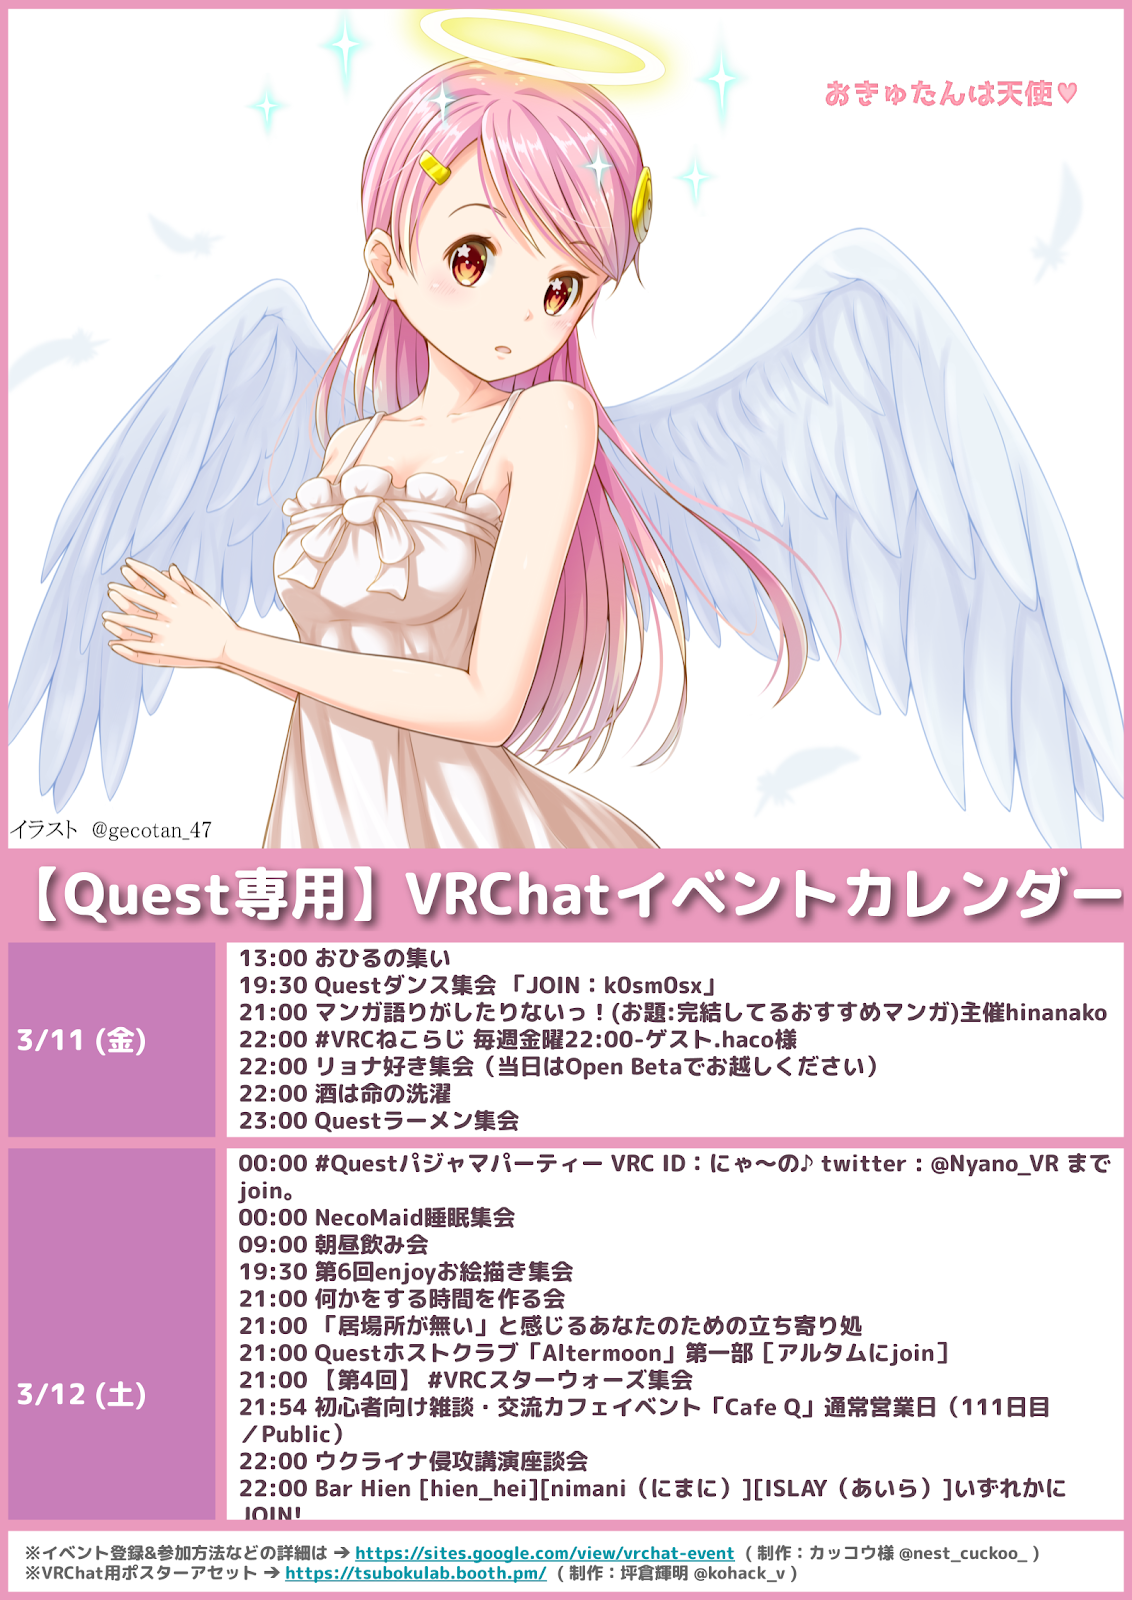 おきゅたんは天使♥
イラスト @gecotan_47
【Quest専用】VRChatイベントカレンダー
3/11 (金)
13:00 おひるの集い
19:30 Questダンス集会 「JOIN：k0sm0sx」
21:00 マンガ語りがしたりないっ！(お題:完結してるおすすめマンガ)主催hinanako
22:00 #VRCねこらじ 毎週金曜22:00-ゲスト.haco様
22:00 リョナ好き集会（当日はOpen Betaでお越しください）
22:00 酒は命の洗濯
23:00 Questラーメン集会
3/12 (土)
00:00 #Questパジャマパーティー VRC ID：にゃ～の♪ twitter : @Nyano_VR まで
join。
00:00 NecoMaid睡眠集会
09:00 朝昼飲み会
19:30 第6回enjoyお絵描き集会
21:00 何かをする時間を作る会
21:00 「居場所が無い」と感じるあなたのための立ち寄り処
21:00 Questホストクラブ「Altermoon」第一部［アルタムにjoin］
21:00 【第4回】 #VRCスターウォーズ集会
21:54 初心者向け雑談・交流カフェイベント「Cafe Q」通常営業日（111日目
／Public）
22:00 ウクライナ侵攻講演座談会
22:00 Bar Hien [hien_hei][nimani（にまに）][ISLAY（あいら）]いずれかに
JOIN!
※イベント登録&参加方法などの詳細は → https://sites.google.com/view/vrchat-event ( 制作：カッコウ様 @nest_cuckoo_ )
※VRChat用ポスターアセット → https://tsubokulab.booth.pm/ ( 制作：坪倉輝明 @kohack_v )